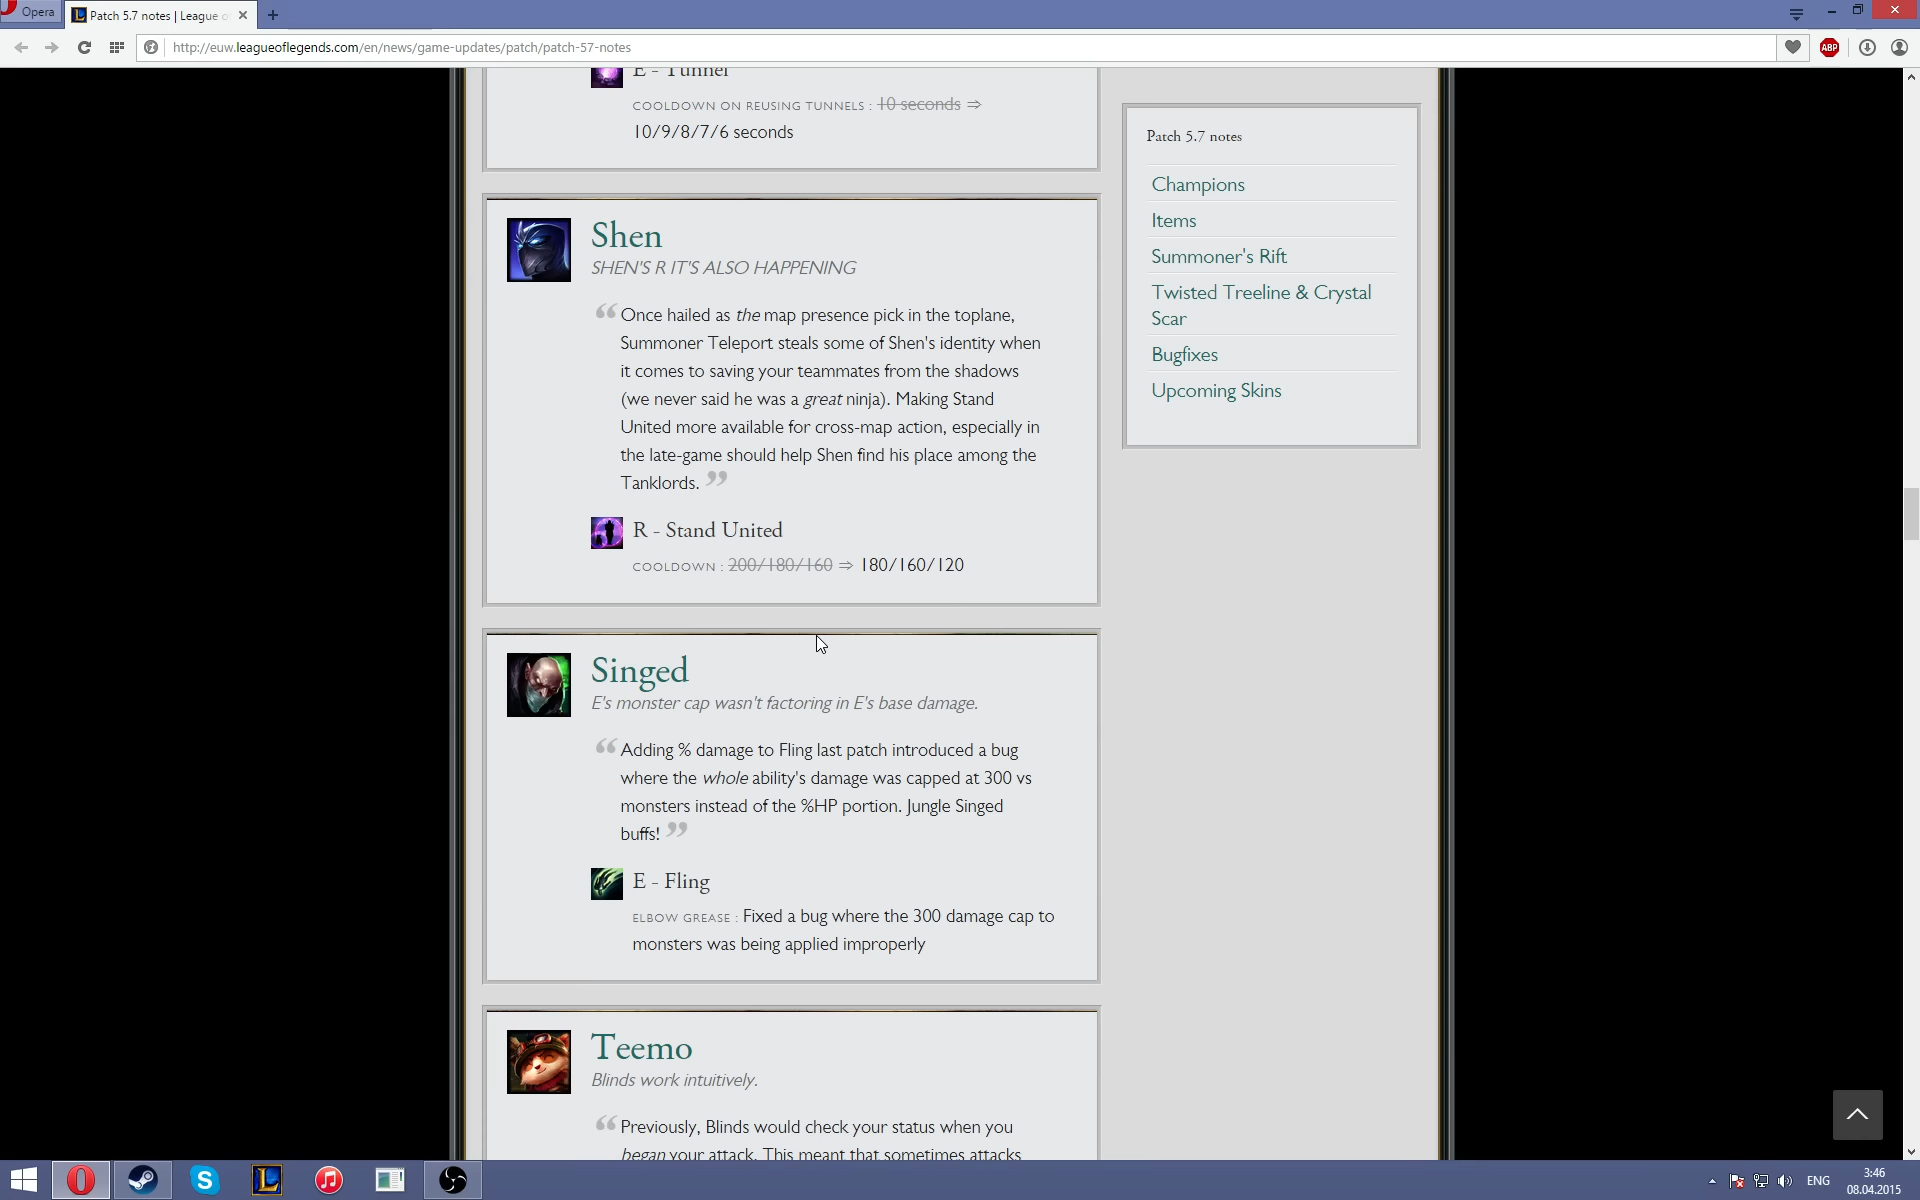 Opera
Patch 5.7 notes | League o
http://euw.leagueoflegends.com/en/news/game-updates/patch/patch-57-notes
ABP
E - Tunnel
COOLDOWN ON REUSING TUNNELS : 10 seconds ⇒
10/9/8/7/6 seconds
Shen
SHEN'S R IT'S ALSO HAPPENING
“ Once hailed as the map presence pick in the toplane,
Summoner Teleport steals some of Shen's identity when
it comes to saving your teammates from the shadows
(we never said he was a great ninja). Making Stand
United more available for cross-map action, especially in
the late-game should help Shen find his place among the
Tanklords. ”
R - Stand United
COOLDOWN : 200/180/160 ⇒ 180/160/120
Singed
E's monster cap wasn't factoring in E's base damage.
“ Adding % damage to Fling last patch introduced a bug
where the whole ability's damage was capped at 300 vs
monsters instead of the %HP portion. Jungle Singed
buffs! ”
E - Fling
ELBOW GREASE : Fixed a bug where the 300 damage cap to
monsters was being applied improperly
Teemo
Blinds work intuitively.
“ Previously, Blinds would check your status when you
began your attack. This meant that sometimes attacks
Patch 5.7 notes
Champions
Items
Summoner's Rift
Twisted Treeline & Crystal
Scar
Bugfixes
Upcoming Skins
ENG
3:46
08.04.2015